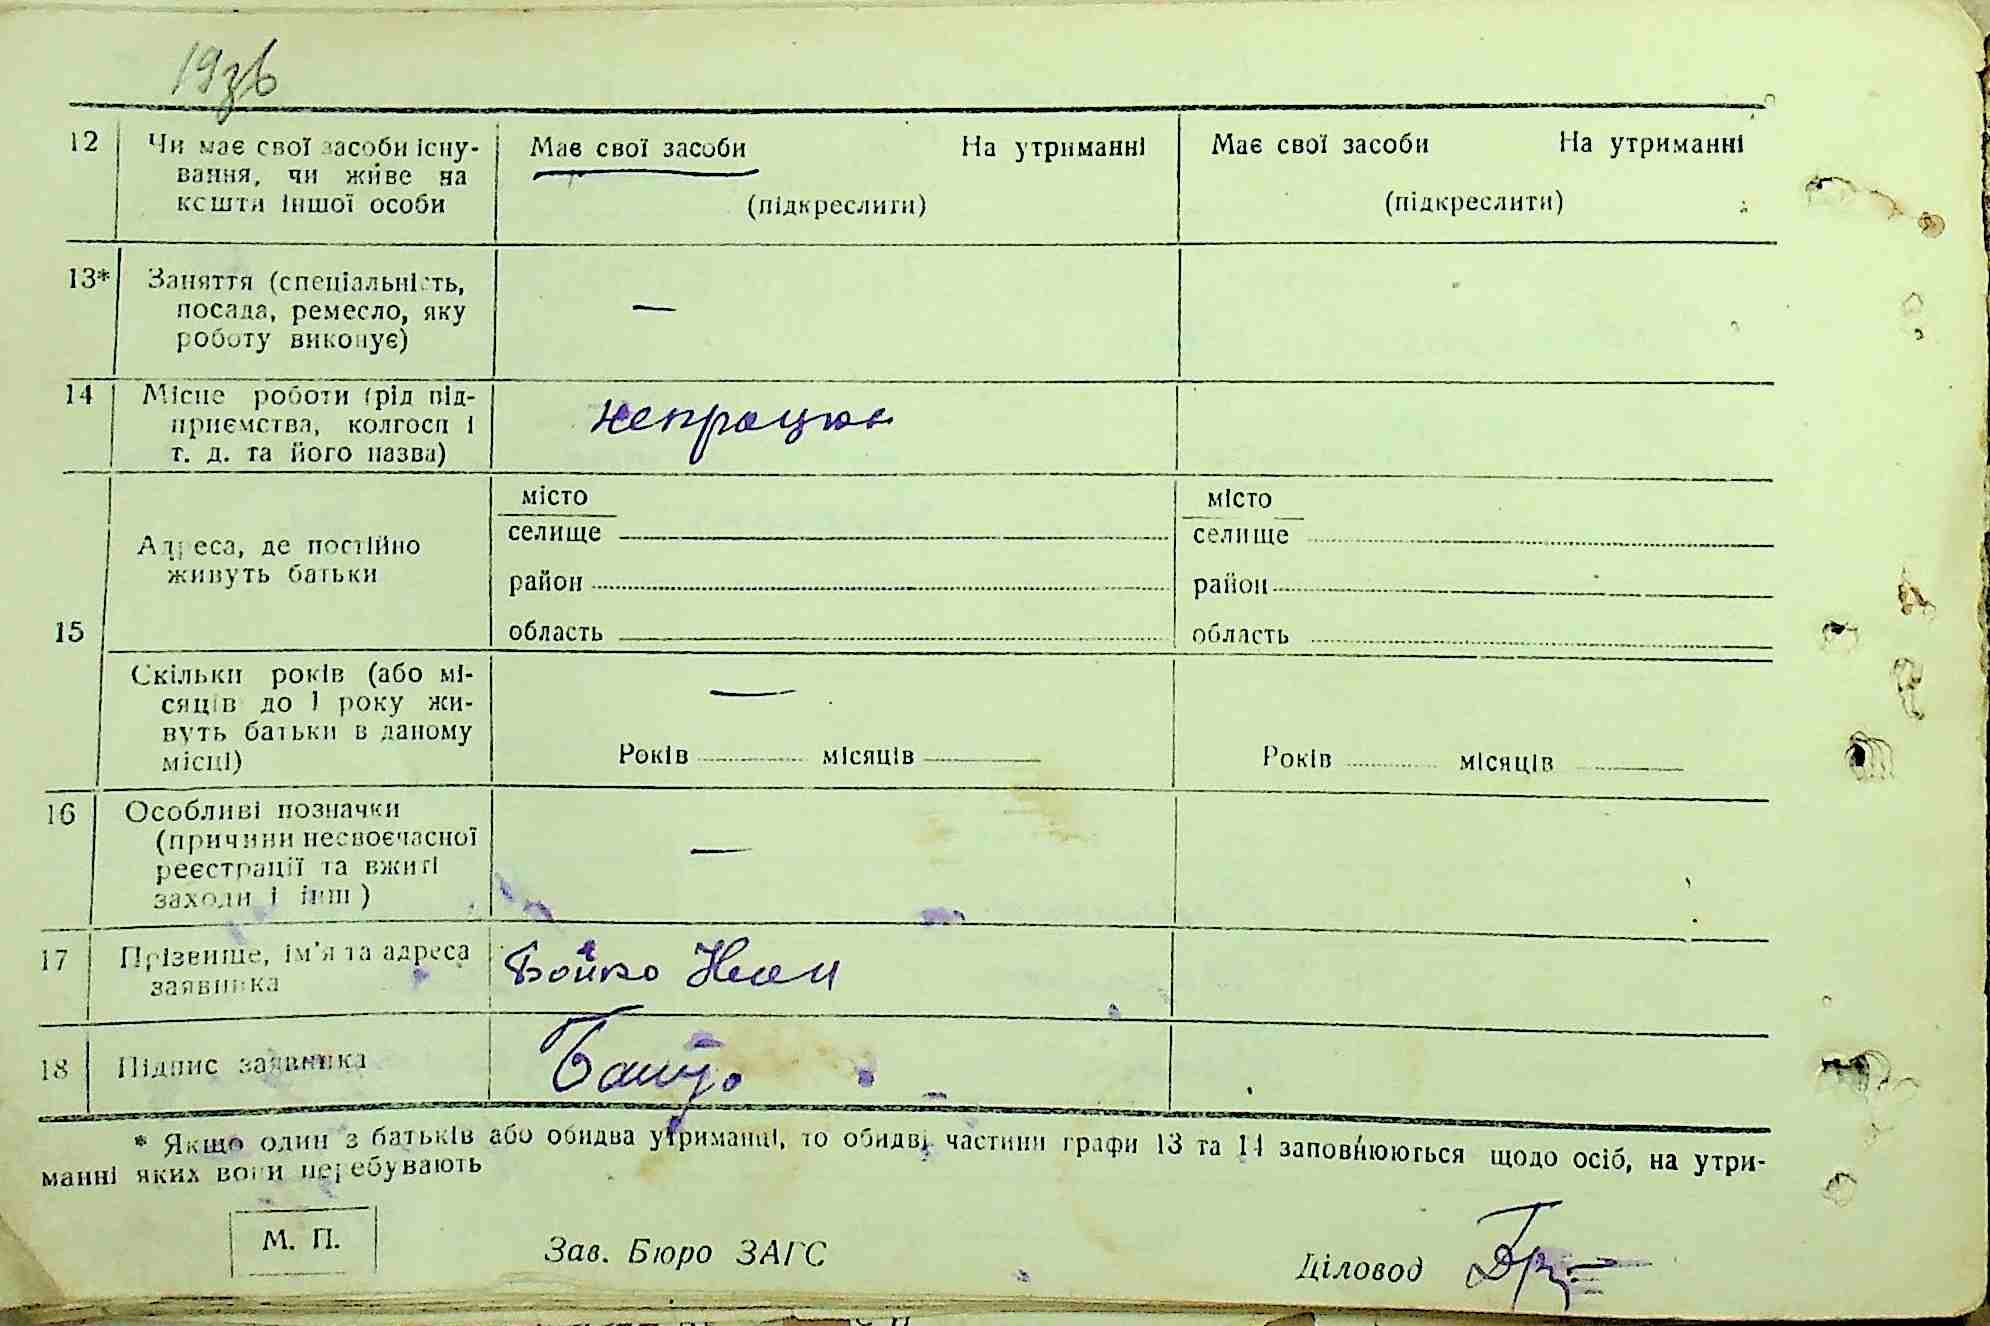 12 Чи має свої засоби існу- Має свої засоби На утриманні Має свої засоби На утриманні
вання, чи живе на
кошти іншої особи (підкреслити) (підкреслити)
13* Заняття (спеціальність,
посада, ремесло, яку —
роботу виконує)
14 Місце роботи (рід під-
приємства, колгосп і непрацює
т. д. та його назва)
місто місто
Адреса, де постійно селище селище
живуть батьки район район
15 область область
Скільки років (або мі-
сяців до 1 року жи- —
вуть батьки в даному
місці) Років місяців Років місяців
16 Особливі позначки
(причини несвоєчасної —
реєстрації та вжиті
заходи і інш)
17 Прізвище, ім'я та адреса Бойко
заявника
18 Підпис заявника
* Якщо один з батьків або обидва утриманці, то обидві частини графи 13 та 14 заповнюються щодо осіб, на утри-
манні яких вони перебувають
М. П. Зав. Бюро ЗАГС Діловод